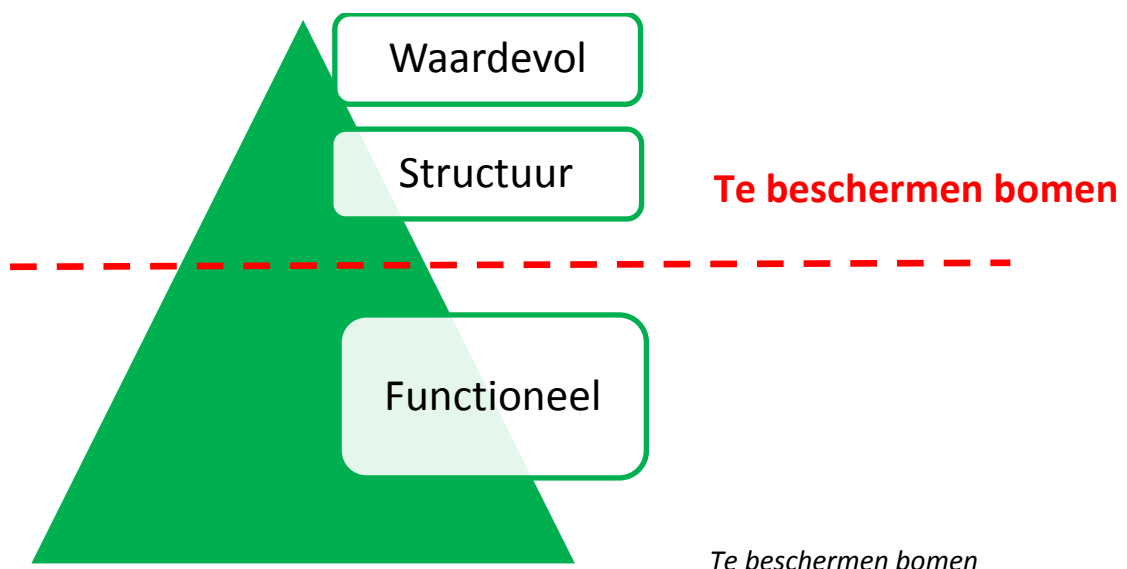 Waardevol
Structuur
Te beschermen bomen
Functioneel
Te beschermen bomen